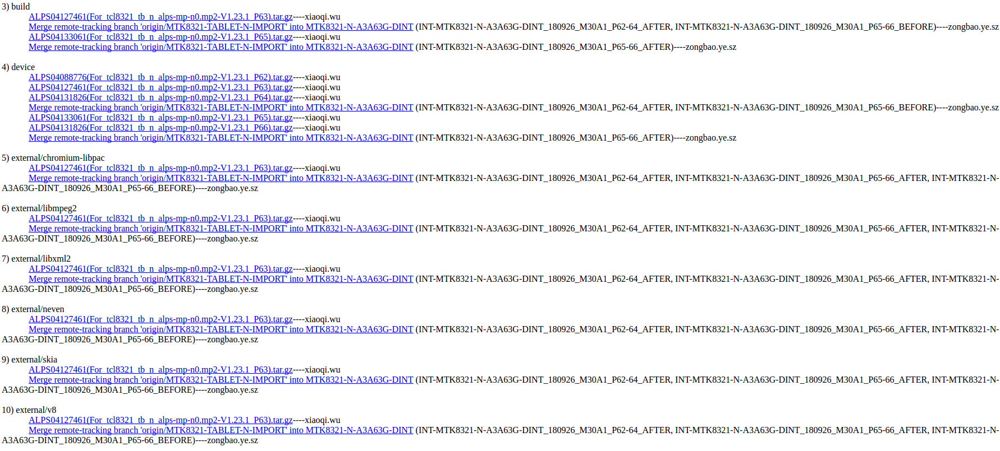 3) build
ALPS04127461(For_tcl8321_tb_n_alps-mp-n0.mp2-V1.23.1_P63).tar.gz----xiaoqi.wu
Merge remote-tracking branch 'origin/MTK8321-TABLET-N-IMPORT' into MTK8321-N-A3A63G-DINT (INT-MTK8321-N-A3A63G-DINT_180926_M30A1_P62-64_AFTER, INT-MTK8321-N-A3A63G-DINT_180926_M30A1_P65-66_BEFORE)----zongbao.ye.sz
ALPS04133061(For_tcl8321_tb_n_alps-mp-n0.mp2-V1.23.1_P65).tar.gz----xiaoqi.wu
Merge remote-tracking branch 'origin/MTK8321-TABLET-N-IMPORT' into MTK8321-N-A3A63G-DINT (INT-MTK8321-N-A3A63G-DINT_180926_M30A1_P65-66_AFTER)----zongbao.ye.sz
4) device
ALPS04088776(For_tcl8321_tb_n_alps-mp-n0.mp2-V1.23.1_P62).tar.gz----xiaoqi.wu
ALPS04127461(For_tcl8321_tb_n_alps-mp-n0.mp2-V1.23.1_P63).tar.gz----xiaoqi.wu
ALPS04131826(For_tcl8321_tb_n_alps-mp-n0.mp2-V1.23.1_P64).tar.gz----xiaoqi.wu
Merge remote-tracking branch 'origin/MTK8321-TABLET-N-IMPORT' into MTK8321-N-A3A63G-DINT (INT-MTK8321-N-A3A63G-DINT_180926_M30A1_P62-64_AFTER, INT-MTK8321-N-A3A63G-DINT_180926_M30A1_P65-66_BEFORE)----zongbao.ye.sz
ALPS04133061(For_tcl8321_tb_n_alps-mp-n0.mp2-V1.23.1_P65).tar.gz----xiaoqi.wu
ALPS04131826(For_tcl8321_tb_n_alps-mp-n0.mp2-V1.23.1_P66).tar.gz----xiaoqi.wu
Merge remote-tracking branch 'origin/MTK8321-TABLET-N-IMPORT' into MTK8321-N-A3A63G-DINT (INT-MTK8321-N-A3A63G-DINT_180926_M30A1_P65-66_AFTER)----zongbao.ye.sz
5) external/chromium-libpac
ALPS04127461(For_tcl8321_tb_n_alps-mp-n0.mp2-V1.23.1_P63).tar.gz----xiaoqi.wu
Merge remote-tracking branch 'origin/MTK8321-TABLET-N-IMPORT' into MTK8321-N-A3A63G-DINT (INT-MTK8321-N-A3A63G-DINT_180926_M30A1_P62-64_AFTER, INT-MTK8321-N-A3A63G-DINT_180926_M30A1_P65-66_AFTER, INT-MTK8321-N-
A3A63G-DINT_180926_M30A1_P65-66_BEFORE)----zongbao.ye.sz
6) external/libmpeg2
ALPS04127461(For_tcl8321_tb_n_alps-mp-n0.mp2-V1.23.1_P63).tar.gz----xiaoqi.wu
Merge remote-tracking branch 'origin/MTK8321-TABLET-N-IMPORT' into MTK8321-N-A3A63G-DINT (INT-MTK8321-N-A3A63G-DINT_180926_M30A1_P62-64_AFTER, INT-MTK8321-N-A3A63G-DINT_180926_M30A1_P65-66_AFTER, INT-MTK8321-N-
A3A63G-DINT_180926_M30A1_P65-66_BEFORE)----zongbao.ye.sz
7) external/libxml2
ALPS04127461(For_tcl8321_tb_n_alps-mp-n0.mp2-V1.23.1_P63).tar.gz----xiaoqi.wu
Merge remote-tracking branch 'origin/MTK8321-TABLET-N-IMPORT' into MTK8321-N-A3A63G-DINT (INT-MTK8321-N-A3A63G-DINT_180926_M30A1_P62-64_AFTER, INT-MTK8321-N-A3A63G-DINT_180926_M30A1_P65-66_AFTER, INT-MTK8321-N-
A3A63G-DINT_180926_M30A1_P65-66_BEFORE)----zongbao.ye.sz
8) external/neven
ALPS04127461(For_tcl8321_tb_n_alps-mp-n0.mp2-V1.23.1_P63).tar.gz----xiaoqi.wu
Merge remote-tracking branch 'origin/MTK8321-TABLET-N-IMPORT' into MTK8321-N-A3A63G-DINT (INT-MTK8321-N-A3A63G-DINT_180926_M30A1_P62-64_AFTER, INT-MTK8321-N-A3A63G-DINT_180926_M30A1_P65-66_AFTER, INT-MTK8321-N-
A3A63G-DINT_180926_M30A1_P65-66_BEFORE)----zongbao.ye.sz
9) external/skia
ALPS04127461(For_tcl8321_tb_n_alps-mp-n0.mp2-V1.23.1_P63).tar.gz----xiaoqi.wu
Merge remote-tracking branch 'origin/MTK8321-TABLET-N-IMPORT' into MTK8321-N-A3A63G-DINT (INT-MTK8321-N-A3A63G-DINT_180926_M30A1_P62-64_AFTER, INT-MTK8321-N-A3A63G-DINT_180926_M30A1_P65-66_AFTER, INT-MTK8321-N-
A3A63G-DINT_180926_M30A1_P65-66_BEFORE)----zongbao.ye.sz
10) external/v8
ALPS04127461(For_tcl8321_tb_n_alps-mp-n0.mp2-V1.23.1_P63).tar.gz----xiaoqi.wu
Merge remote-tracking branch 'origin/MTK8321-TABLET-N-IMPORT' into MTK8321-N-A3A63G-DINT (INT-MTK8321-N-A3A63G-DINT_180926_M30A1_P62-64_AFTER, INT-MTK8321-N-A3A63G-DINT_180926_M30A1_P65-66_AFTER, INT-MTK8321-N-
A3A63G-DINT_180926_M30A1_P65-66_BEFORE)----zongbao.ye.sz